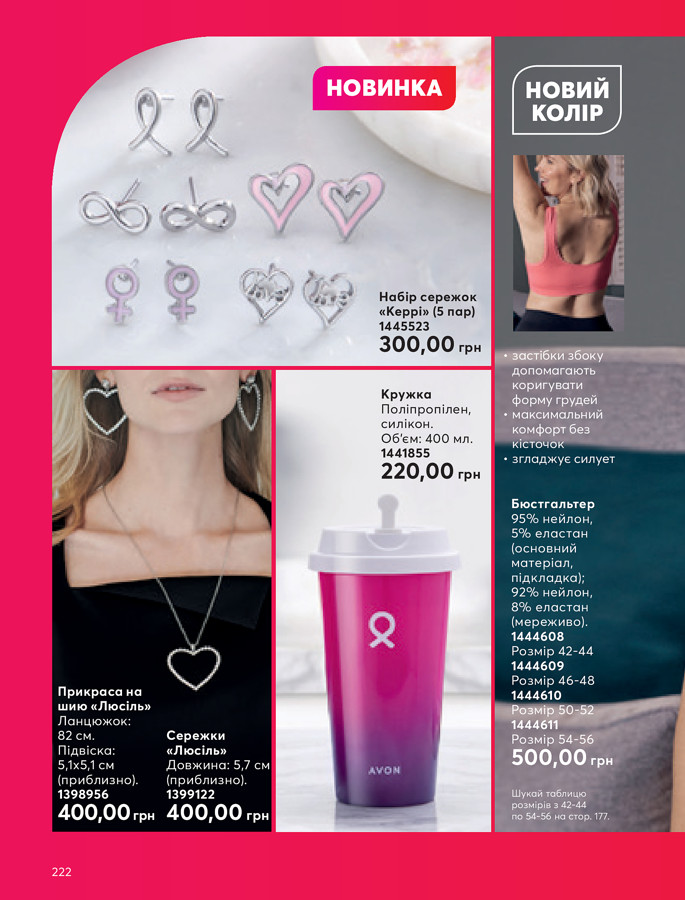 НОВИНКА
Набір сережок
«Керрі» (5 пар)
1445523
300,00 грн
Кружка
Поліпропілен,
силікон.
Об'єм: 400 мл.
1441855
220,00 грн
AVON
Прикраса на
шию «Люсіль»
Ланцюжок:
82 см.
Підвіска:
5,1х5,1 см
(приблизно).
1398956
400,00 грн
Сережки
«Люсіль»
Довжина: 5,7 см
(приблизно).
1399122
400,00 грн
НОВИЙ
КОЛІР
• застібки збоку
допомагають
коригувати
форму грудей
• максимальний
комфорт без
кісточок
• згладжує силует
Бюстгальтер
95% нейлон,
5% еластан
(основний
матеріал,
підкладка);
92% нейлон,
8% еластан
(мереживо).
1444608
Розмір 42-44
1444609
Розмір 46-48
1444610
Розмір 50-52
1444611
Розмір 54-56
500,00 грн
Шукай таблицю
розмірів з 42-44
по 54-56 на стор. 177.
222